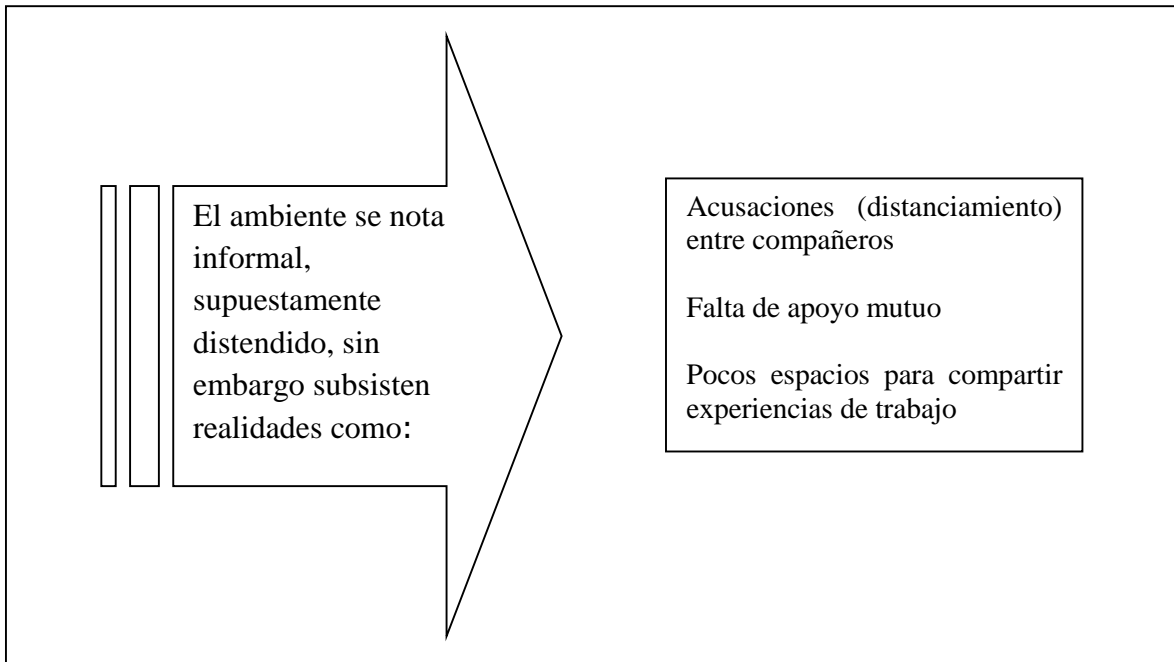 El ambiente se nota
informal,
supuestamente
distendido, sin
embargo subsisten
realidades como:
Acusaciones (distanciamiento)
entre compañeros
Falta de apoyo mutuo
Pocos espacios para compartir
experiencias de trabajo